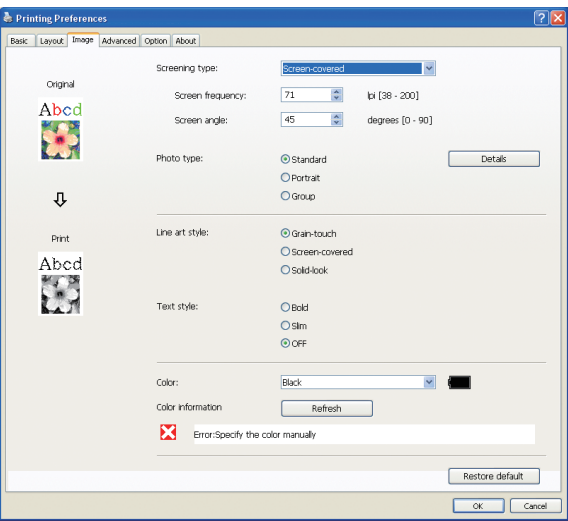 Printing Preferences
Basic Layout Image Advanced Option About
Screening type: Screen-covered
Original
Screen frequency: 71 lpi [38 - 200]
Abcd
Screen angle: 45 degrees [0 - 90]
Photo type: Standard Details
Portrait
Group
Print
Line art style: Grain-touch
Screen-covered
Abcd
Solid-look
Text style: Bold
Slim
OFF
Color: Black
Color information Refresh
Error:Specify the color manually
Restore default
OK Cancel